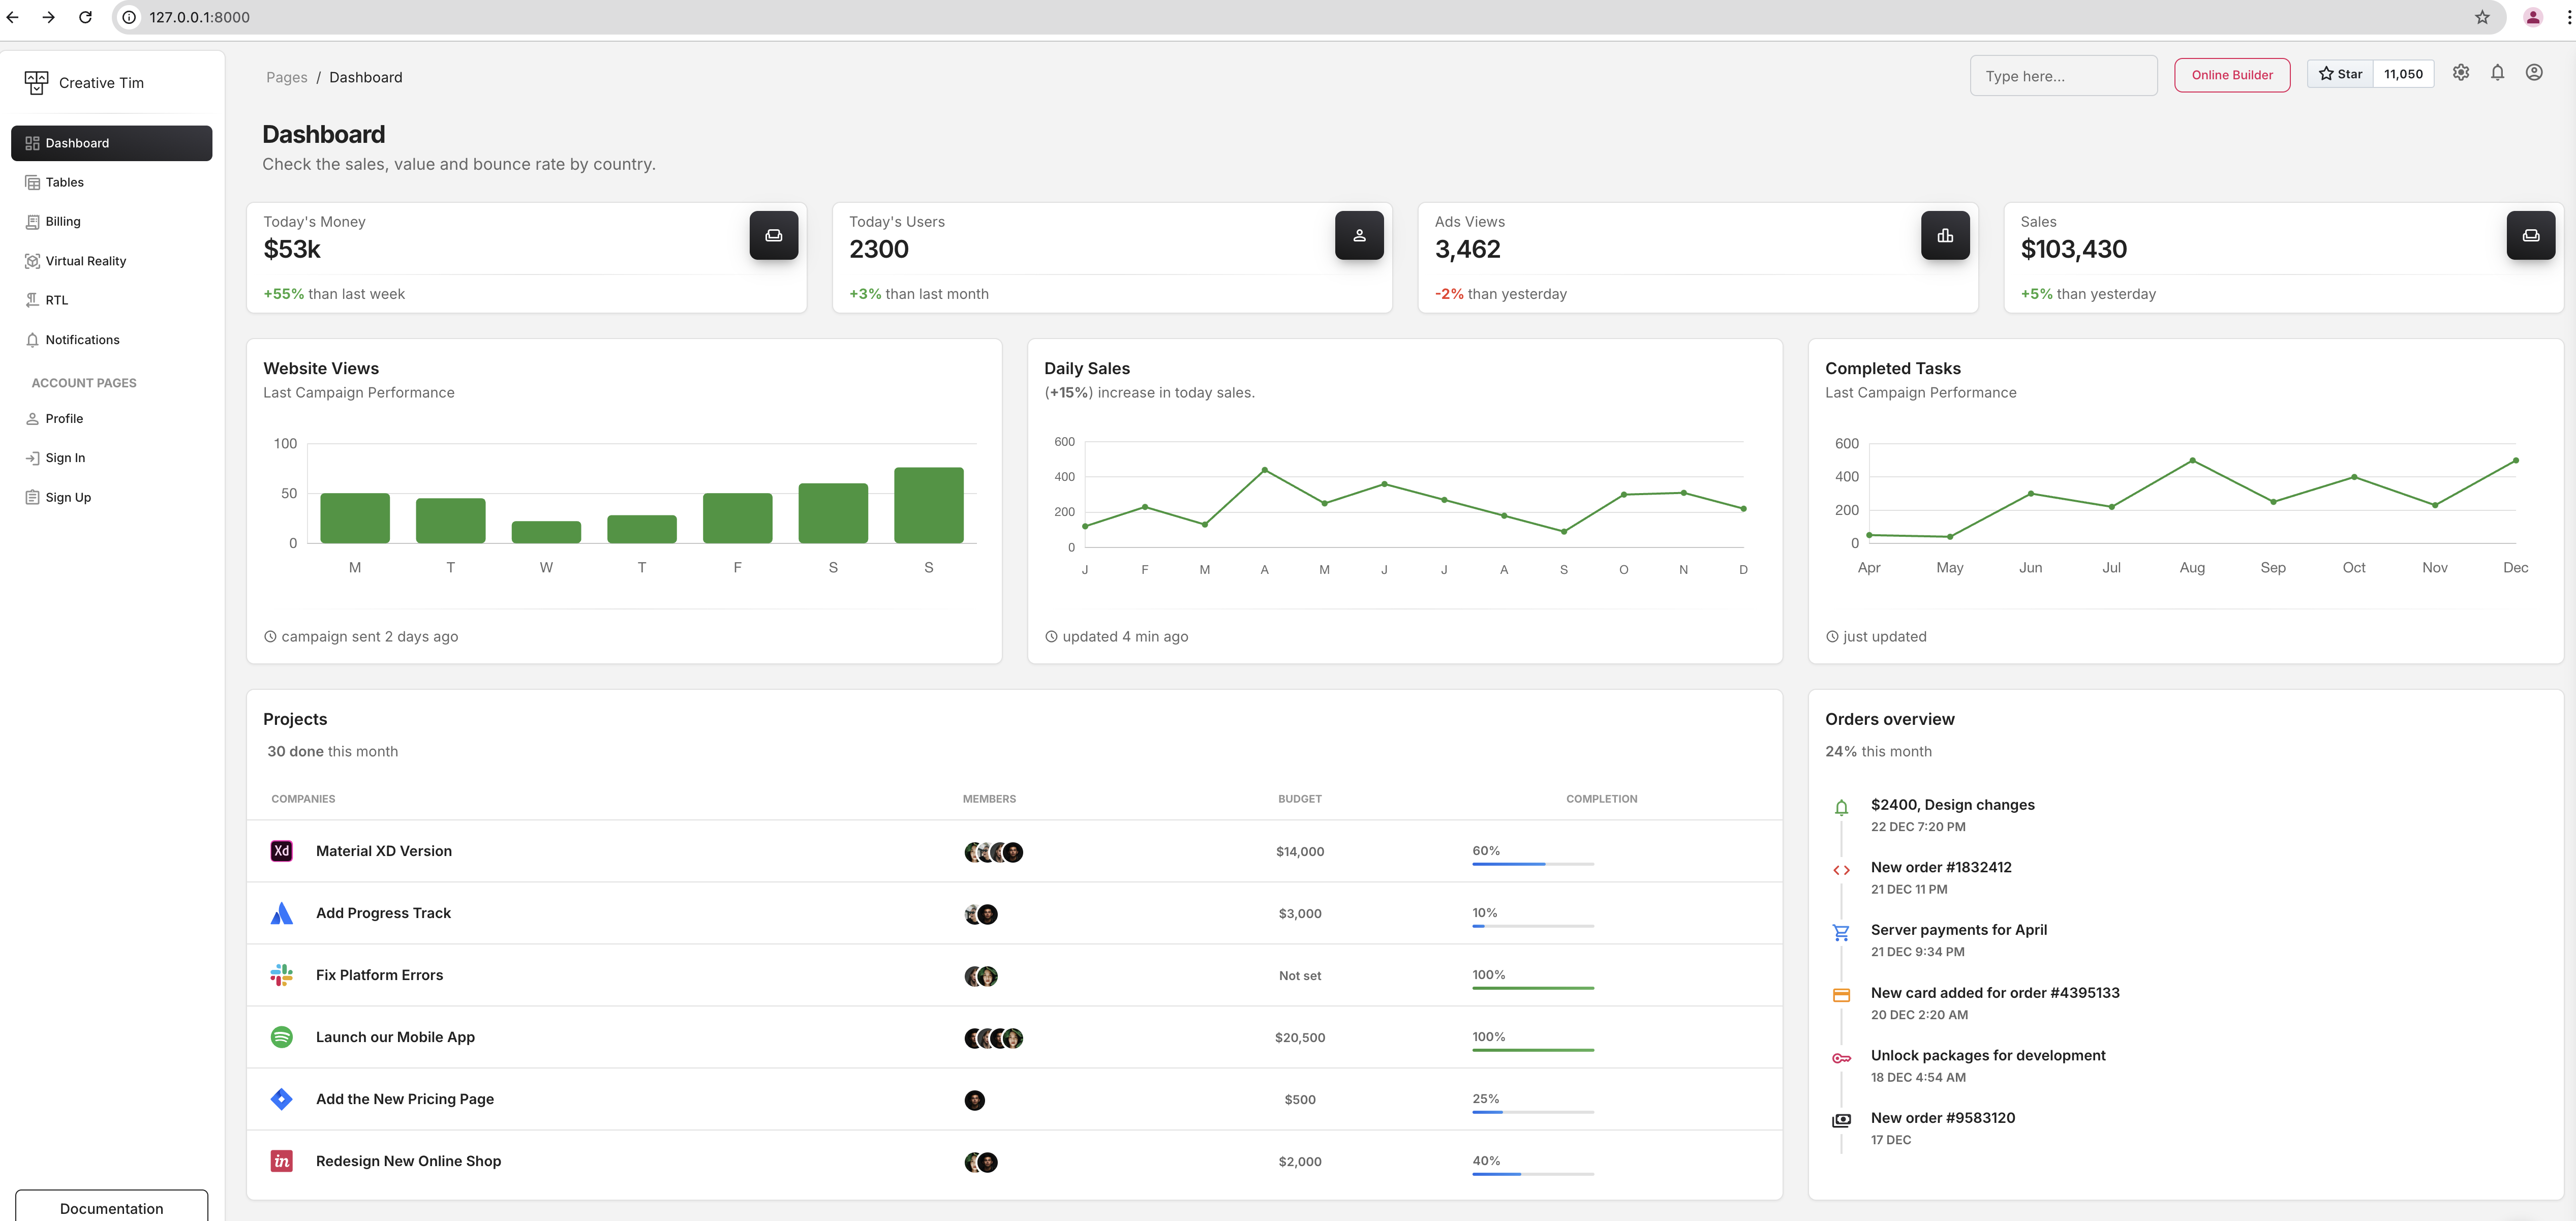 127.0.0.1:8000
Creative Tim
Dashboard
Tables
Billing
Virtual Reality
RTL
Notifications
ACCOUNT PAGES
Profile
Sign In
Sign Up
Documentation
Pages / Dashboard
Type here...
Online Builder
Star 11,050
Dashboard
Check the sales, value and bounce rate by country.
Today's Money
$53k
+55% than last week
Today's Users
2300
+3% than last month
Ads Views
3,462
-2% than yesterday
Sales
$103,430
+5% than yesterday
Website Views
Last Campaign Performance
100
50
0
M T W T F S S
campaign sent 2 days ago
Daily Sales
(+15%) increase in today sales.
600
400
200
0
J F M A M J J A S O N D
updated 4 min ago
Completed Tasks
Last Campaign Performance
600
400
200
0
Apr May Jun Jul Aug Sep Oct Nov Dec
just updated
Projects
30 done this month
COMPANIES MEMBERS BUDGET COMPLETION
Xd Material XD Version $14,000 60%
Add Progress Track $3,000 10%
Fix Platform Errors Not set 100%
Launch our Mobile App $20,500 100%
Add the New Pricing Page $500 25%
in Redesign New Online Shop $2,000 40%
Orders overview
24% this month
$2400, Design changes
22 DEC 7:20 PM
New order #1832412
21 DEC 11 PM
Server payments for April
21 DEC 9:34 PM
New card added for order #4395133
20 DEC 2:20 AM
Unlock packages for development
18 DEC 4:54 AM
New order #9583120
17 DEC